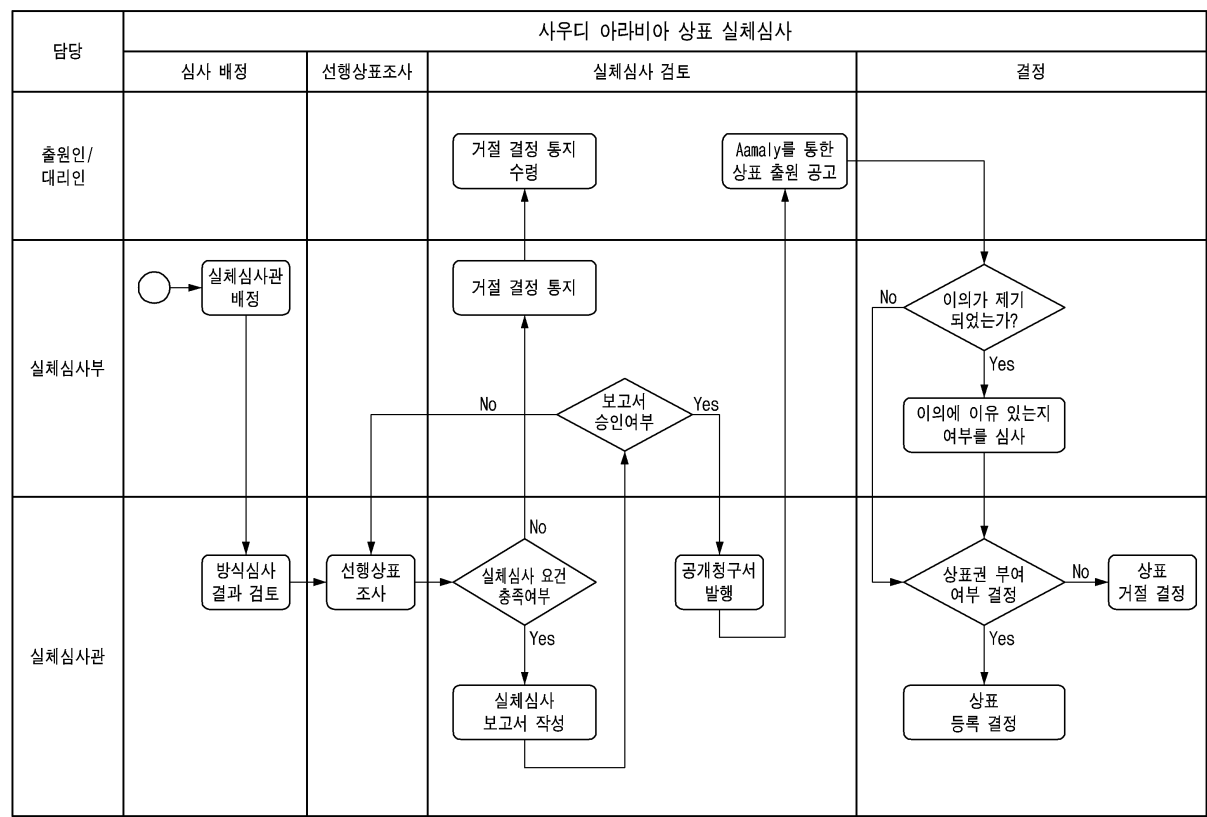 담당
사우디 아라비아 상표 실체심사
심사 배정
선행상표조사
실체심사 검토
결정
출원인/
대리인
거절 결정 통지
수령
Aamaly를 통한
상표 출원 공고
실체심사부
실체심사관
배정
거절 결정 통지
이의가 제기
되었는가?
No
Yes
보고서
승인여부
No
Yes
이의에 이유 있는지
여부를 심사
실체심사관
방식심사
결과 검토
선행상표
조사
실체심사 요건
충족여부
No
Yes
공개청구서
발행
상표권 부여
여부 결정
No
Yes
상표
거절 결정
실체심사
보고서 작성
상표
등록 결정